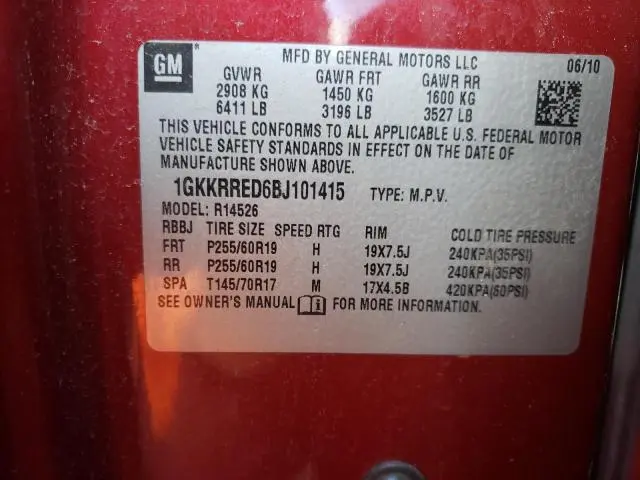 GM
MFD BY GENERAL MOTORS LLC 06/10
GVWR GAWR FRT GAWR RR
2908 KG 1450 KG 1600 KG
6411 LB 3196 LB 3527 LB
THIS VEHICLE CONFORMS TO ALL APPLICABLE U.S. FEDERAL MOTOR
VEHICLE SAFETY STANDARDS IN EFFECT ON THE DATE OF
MANUFACTURE SHOWN ABOVE.
1GKKRRED6BJ101415 TYPE: M.P.V.
MODEL: R14526
RBBJ TIRE SIZE SPEED RTG RIM COLD TIRE PRESSURE
FRT P255/60R19 H 19X7.5J 240KPA(35PSI)
RR P255/60R19 H 19X7.5J 240KPA(35PSI)
SPA T145/70R17 M 17X4.5B 420KPA(60PSI)
SEE OWNER'S MANUAL FOR MORE INFORMATION.